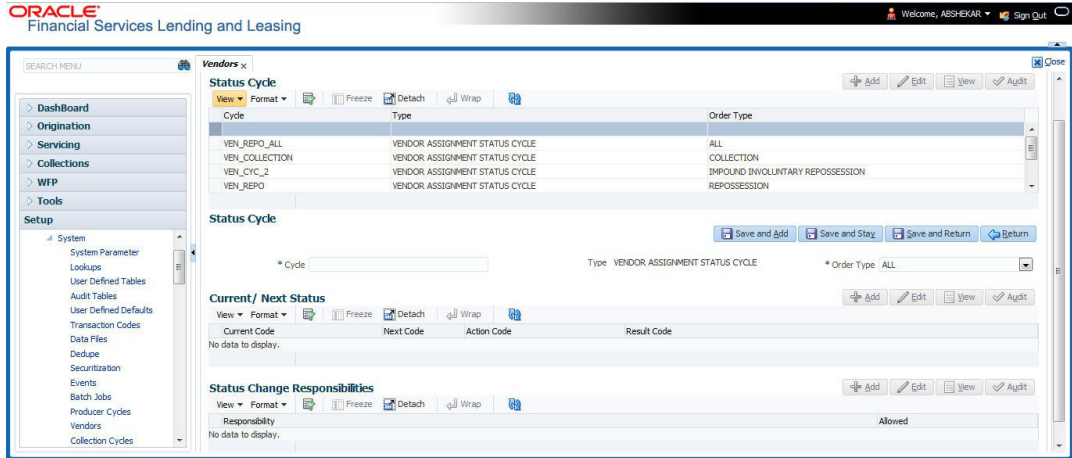 ORACLE
Financial Services Lending and Leasing
Welcome, ABSHEKAR Sign Out
SEARCH MENU
DashBoard
Origination
Servicing
Collections
WFP
Tools
Setup
System
System Parameter
Lookups
User Defined Tables
Audit Tables
User Defined Defaults
Transaction Codes
Data Files
Dedupe
Securitization
Events
Batch Jobs
Producer Cycles
Vendors
Collection Cycles
Vendors x
Close
Status Cycle
Add Edit View Audit
View Format Freeze Detach Wrap
Cycle Type Order Type
VEN_REPO_ALL VENDOR ASSIGNMENT STATUS CYCLE ALL
VEN_COLLECTION VENDOR ASSIGNMENT STATUS CYCLE COLLECTION
VEN_CYC_2 VENDOR ASSIGNMENT STATUS CYCLE IMPOUND INVOLUNTARY REPOSSESSION
VEN_REPO VENDOR ASSIGNMENT STATUS CYCLE REPOSSESSION
Status Cycle
Save and Add Save and Stay Save and Return Return
* Cycle Type VENDOR ASSIGNMENT STATUS CYCLE * Order Type ALL
Current/ Next Status
Add Edit View Audit
View Format Freeze Detach Wrap
Current Code Next Code Action Code Result Code
No data to display.
Status Change Responsibilities
Add Edit View Audit
View Format Freeze Detach Wrap
Responsibility Allowed
No data to display.